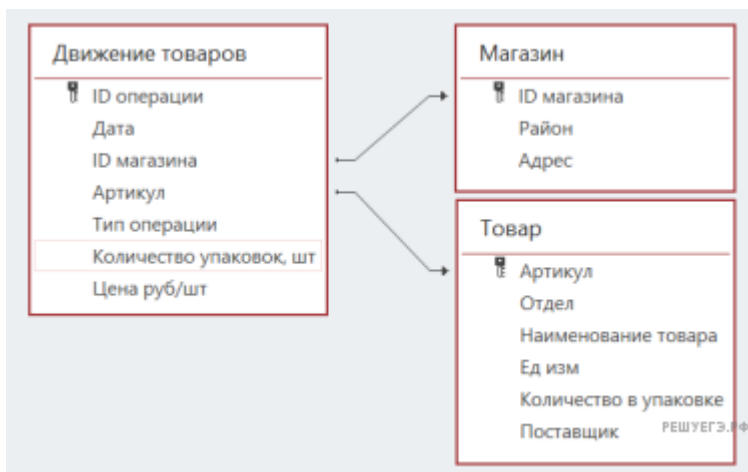 Движение товаров
ID операции
Дата
ID магазина
Артикул
Тип операции
Количество упаковок, шт
Цена руб/шт
Магазин
ID магазина
Район
Адрес
Товар
Артикул
Отдел
Наименование товара
Ед изм
Количество в упаковке
Поставщик
РЕШУЕГЭ.РФ